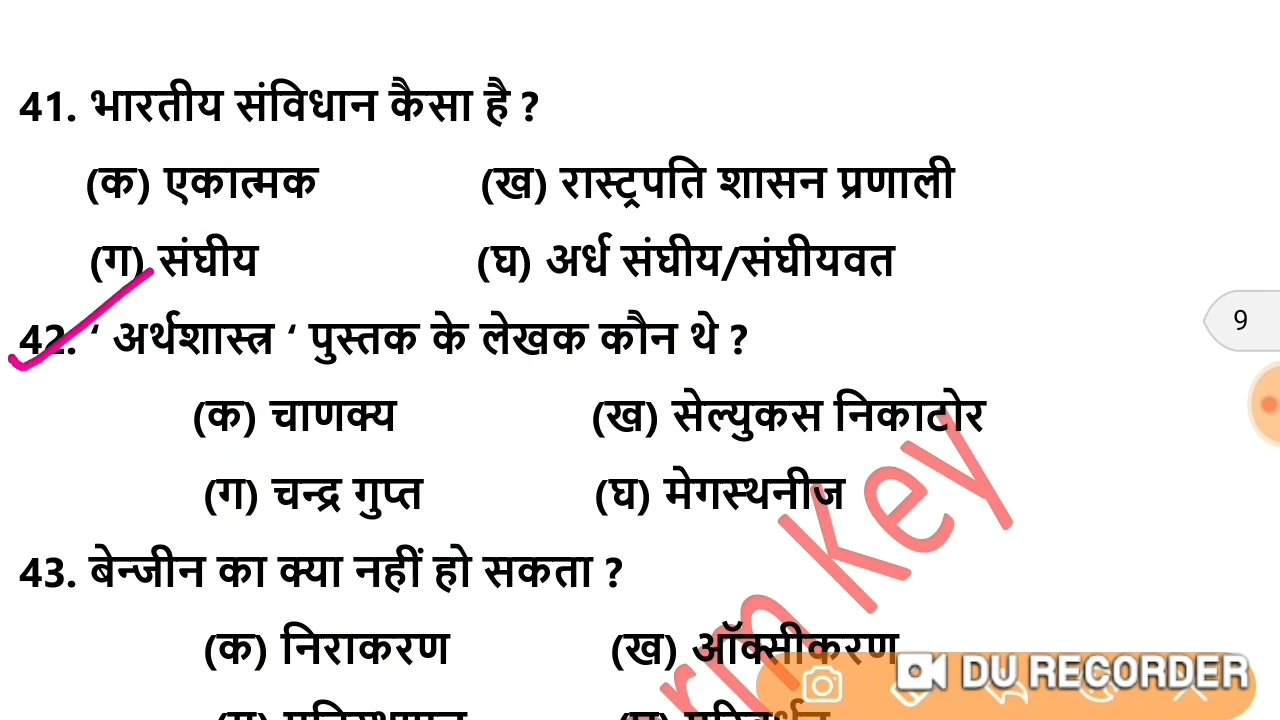 41. भारतीय संविधान कैसा है ?
(क) एकात्मक (ख) रास्ट्रपति शासन प्रणाली
(ग) संघीय (घ) अर्ध संघीय/संघीयवत
42. ‘ अर्थशास्त्र ‘ पुस्तक के लेखक कौन थे ?
(क) चाणक्य (ख) सेल्युकस निकाटोर
(ग) चन्द्र गुप्त (घ) मेगस्थनीज
43. बेन्जीन का क्या नहीं हो सकता ?
(क) निराकरण (ख) ऑक्सीकरण
9
Key
DU RECORDER